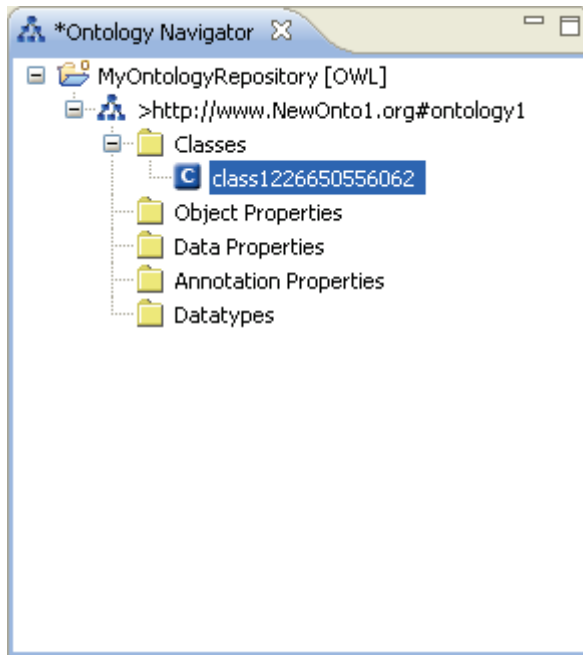 *Ontology Navigator
MyOntologyRepository [OWL]
>http://www.NewOnto1.org#ontology1
Classes
C class1226650556062
Object Properties
Data Properties
Annotation Properties
Datatypes